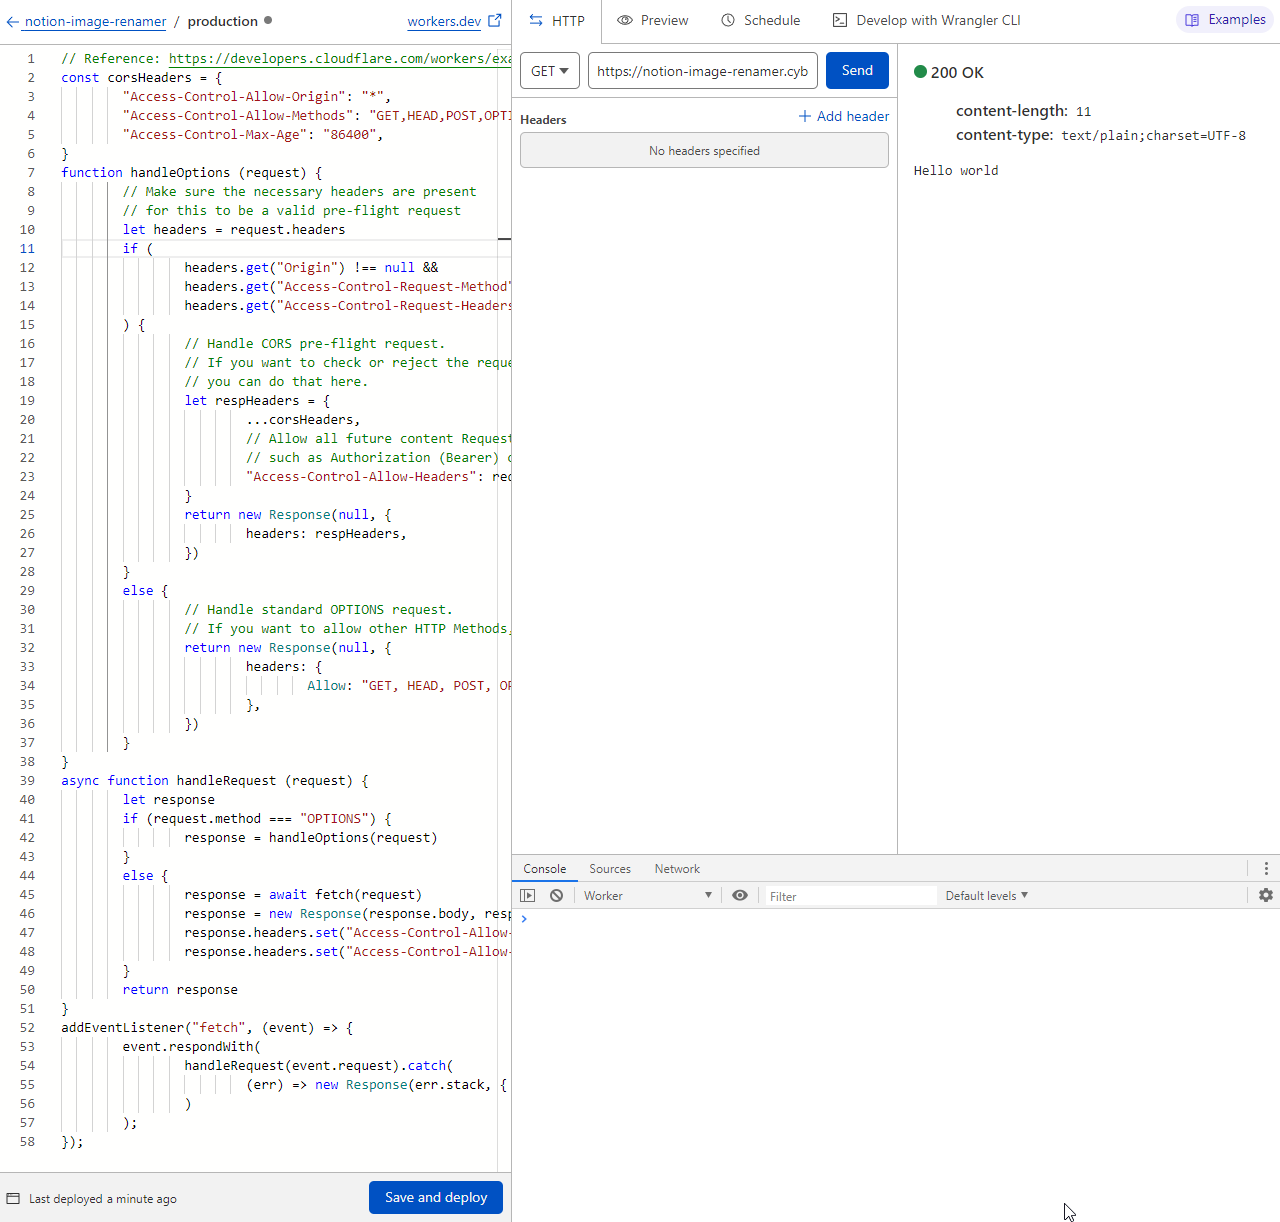 notion-image-renamer / production
workers.dev
HTTP
Preview
Schedule
Develop with Wrangler CLI
Examples
1 // Reference: https://developers.cloudflare.com/workers/exa
2 const corsHeaders = {
3 "Access-Control-Allow-Origin": "*",
4 "Access-Control-Allow-Methods": "GET,HEAD,POST,OPTI
5 "Access-Control-Max-Age": "86400",
6 }
7 function handleOptions (request) {
8 // Make sure the necessary headers are present
9 // for this to be a valid pre-flight request
10 let headers = request.headers
11 if (
12 headers.get("Origin") !== null &&
13 headers.get("Access-Control-Request-Method"
14 headers.get("Access-Control-Request-Headers
15 ) {
16 // Handle CORS pre-flight request.
17 // If you want to check or reject the reque
18 // you can do that here.
19 let respHeaders = {
20 ...corsHeaders,
21 // Allow all future content Request
22 // such as Authorization (Bearer) o
23 "Access-Control-Allow-Headers": req
24 }
25 return new Response(null, {
26 headers: respHeaders,
27 })
28 }
29 else {
30 // Handle standard OPTIONS request.
31 // If you want to allow other HTTP Methods,
32 return new Response(null, {
33 headers: {
34 Allow: "GET, HEAD, POST, OP
35 },
36 })
37 }
38 }
39 async function handleRequest (request) {
40 let response
41 if (request.method === "OPTIONS") {
42 response = handleOptions(request)
43 }
44 else {
45 response = await fetch(request)
46 response = new Response(response.body, resp
47 response.headers.set("Access-Control-Allow-
48 response.headers.set("Access-Control-Allow-
49 }
50 return response
51 }
52 addEventListener("fetch", (event) => {
53 event.respondWith(
54 handleRequest(event.request).catch(
55 (err) => new Response(err.stack, {
56 )
57 );
58 });
Last deployed a minute ago
Save and deploy
GET
https://notion-image-renamer.cyb
Send
Headers
+ Add header
No headers specified
200 OK
content-length: 11
content-type: text/plain;charset=UTF-8
Hello world
Console
Sources
Network
Worker
Filter
Default levels